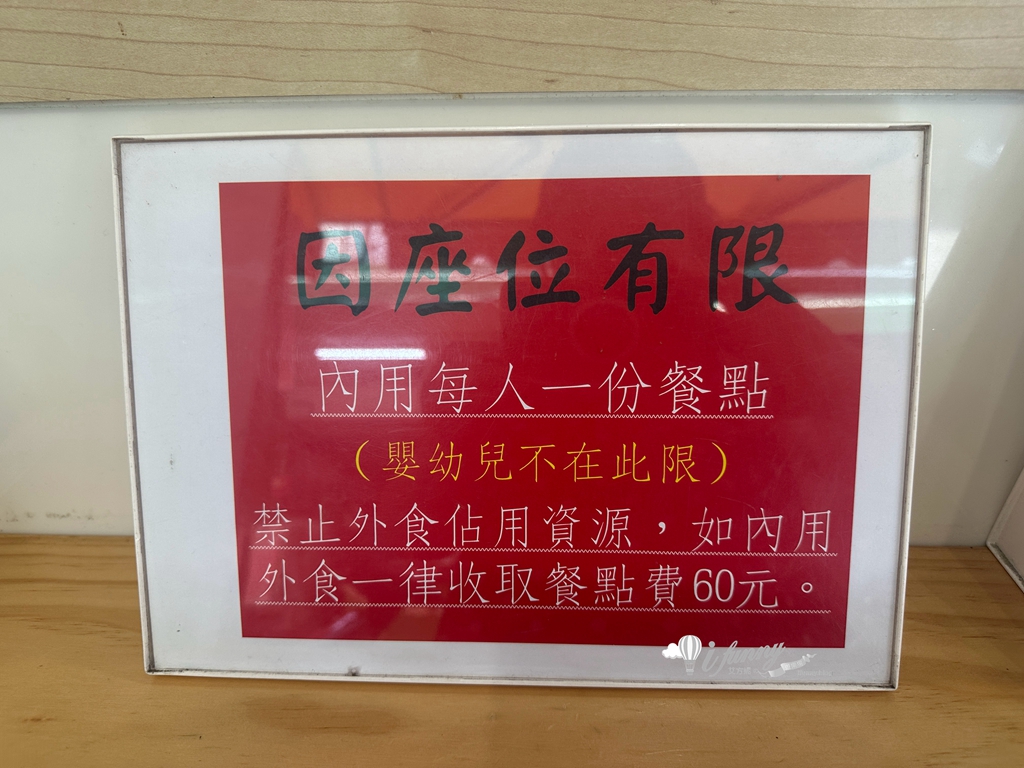 因座位有限
內用每人一份餐點
（嬰幼兒不在此限）
禁止外食佔用資源，如內用
外食一律收取餐點費60元。
ifunny